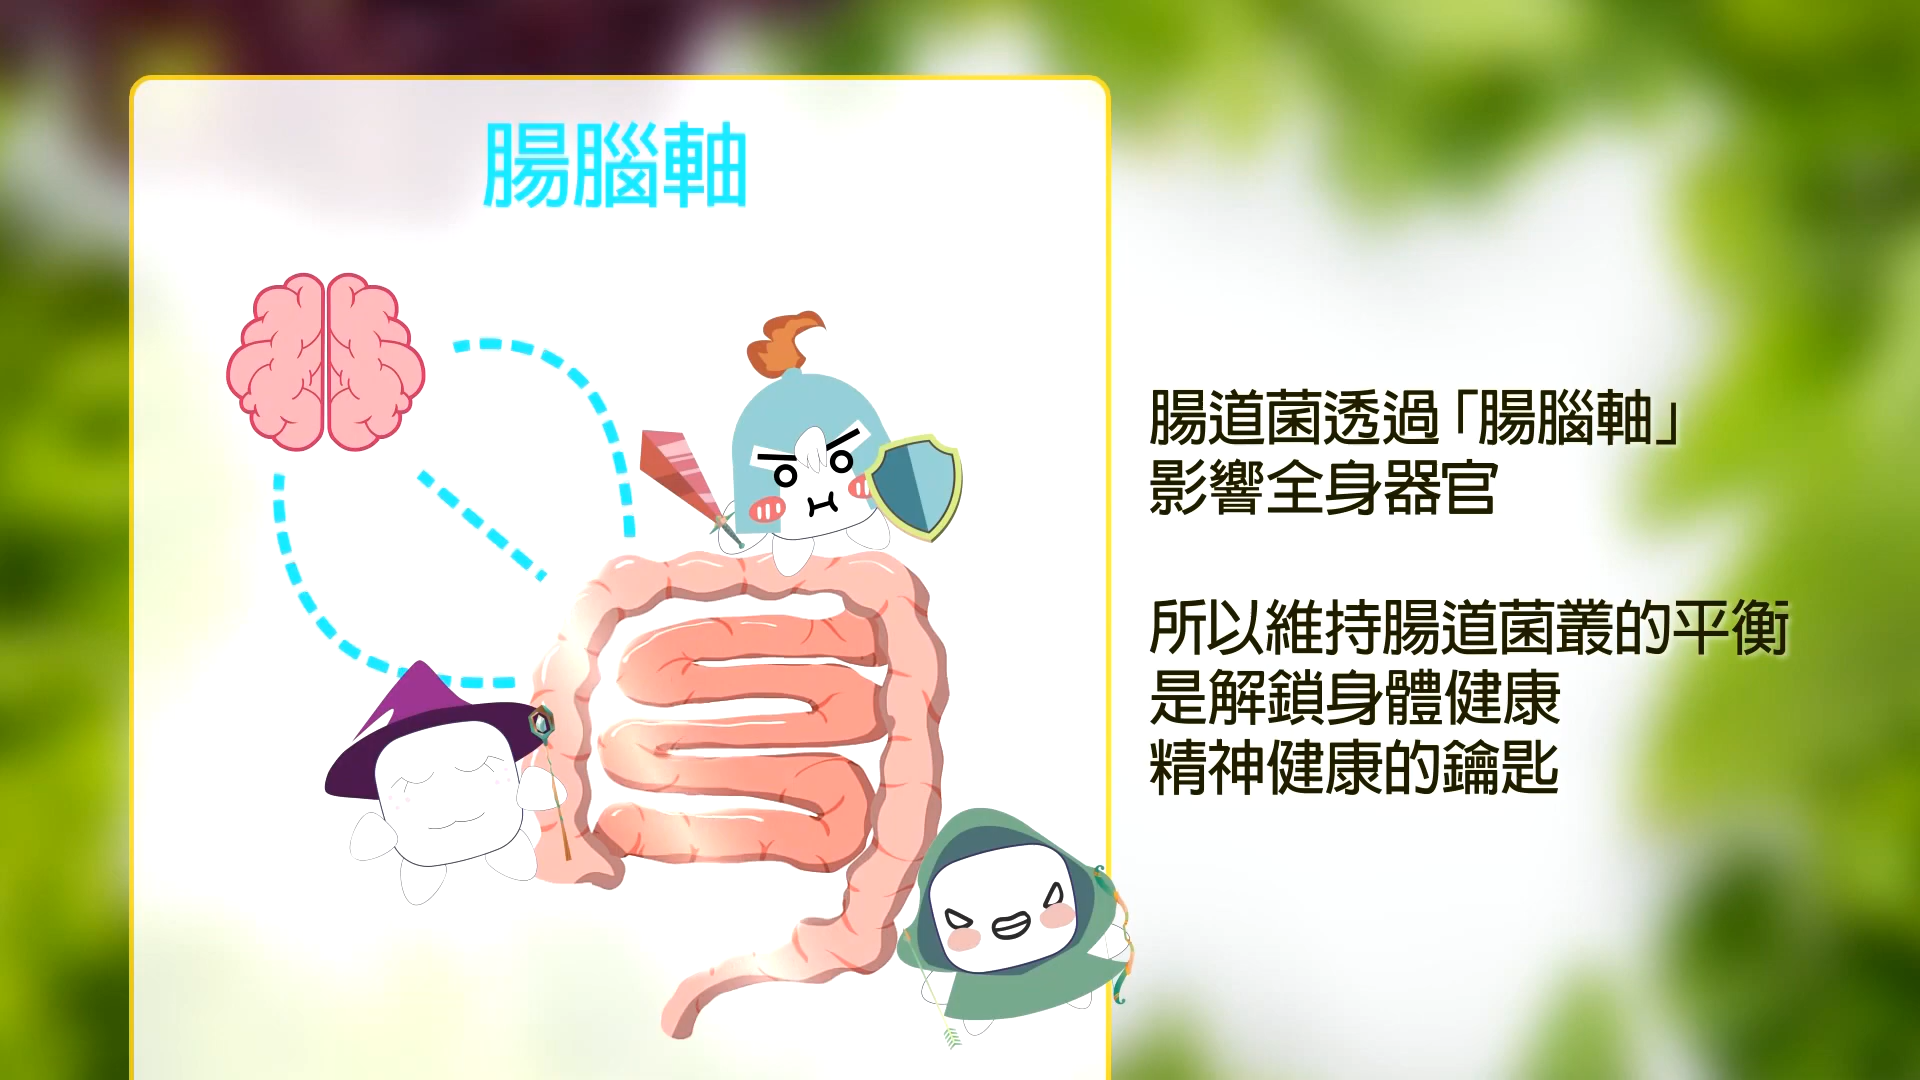 腸腦軸
腸道菌透過「腸腦軸」
影響全身器官
所以維持腸道菌叢的平衡
是解鎖身體健康
精神健康的鑰匙